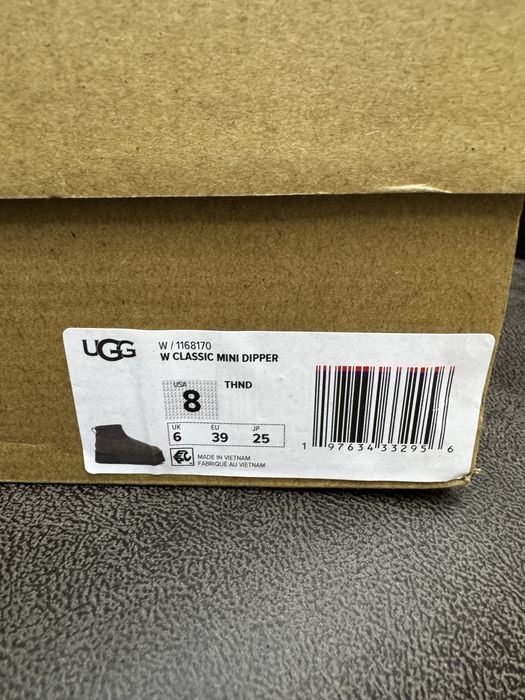 UGG
W / 1168170
W CLASSIC MINI DIPPER
USA
8
THND
UK EU JP
6 39 25
MADE IN VIETNAM
FABRIQUÉ AU VIETNAM
1 97634 33295 6